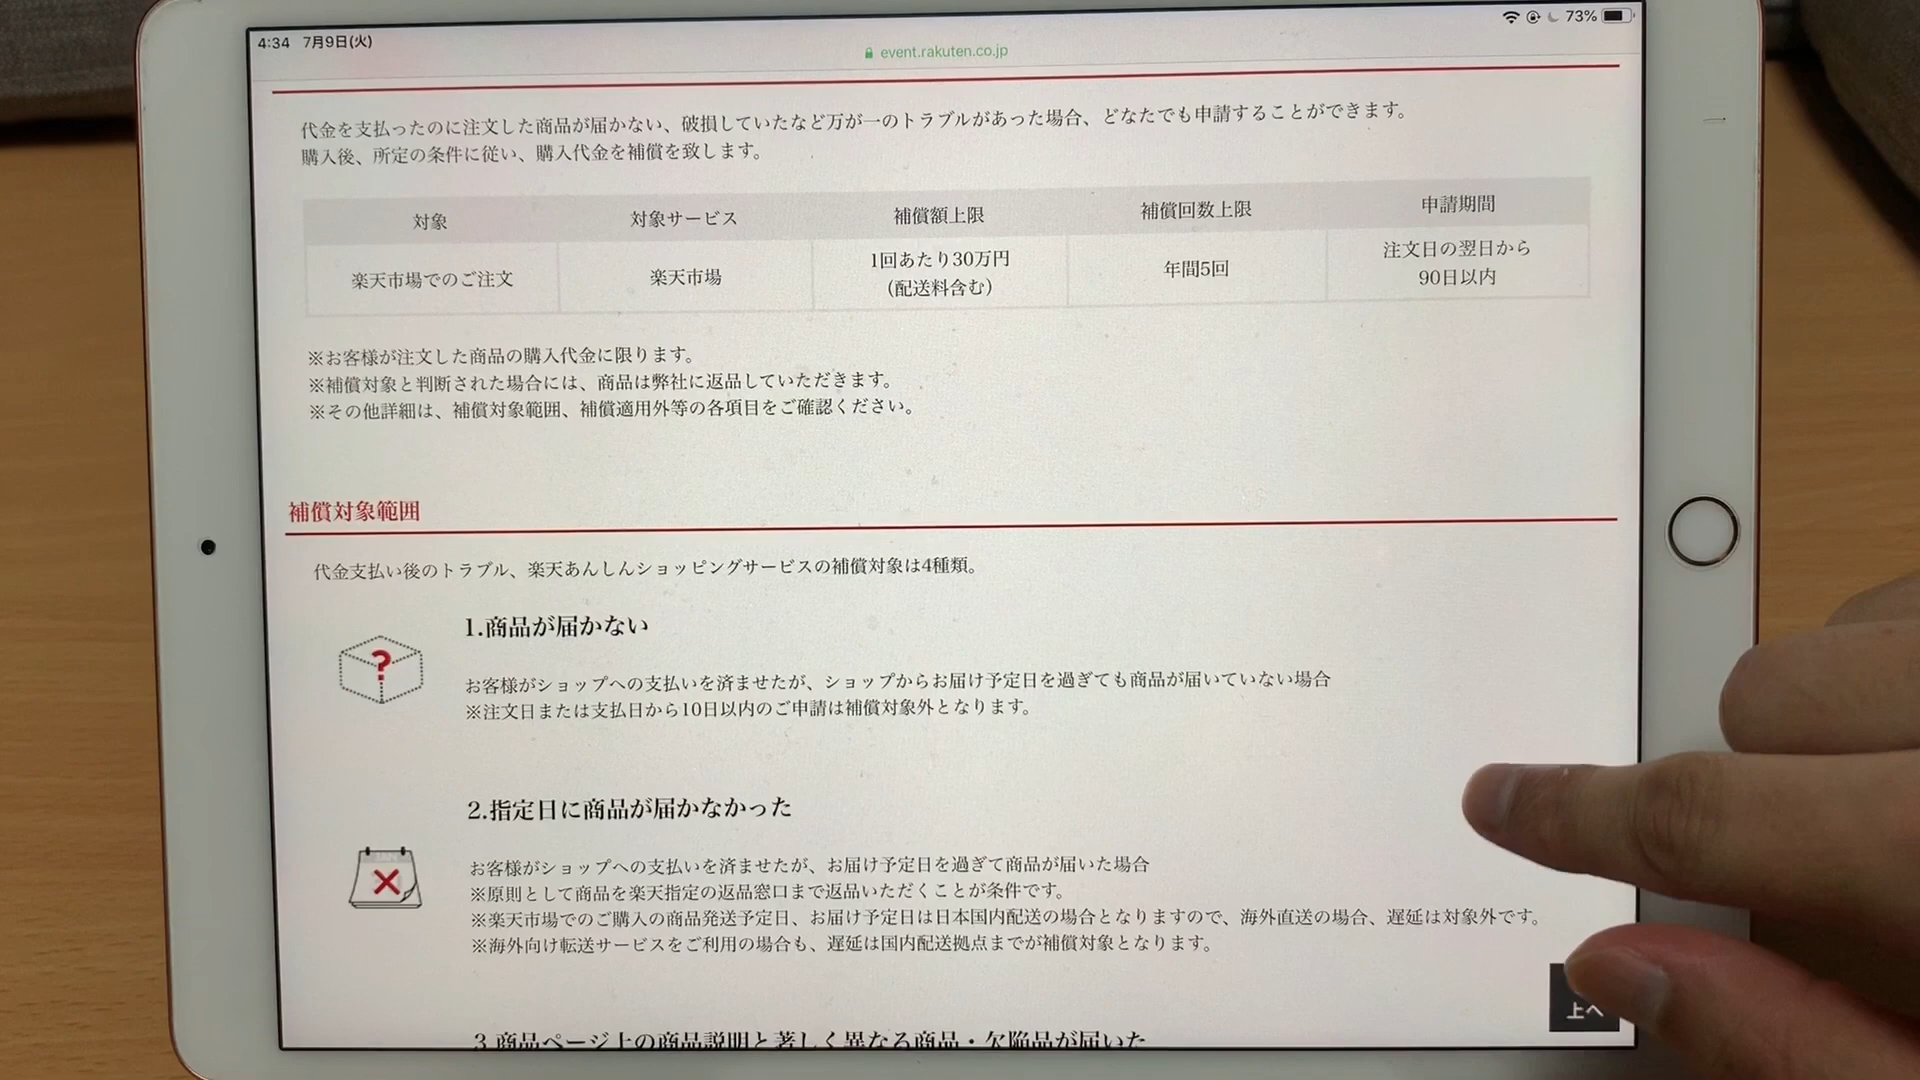 4:34 7月9日(火)
73%
event.rakuten.co.jp
代金を支払ったのに注文した商品が届かない、破損していたなど万が一のトラブルがあった場合、どなたでも申請することができます。
購入後、所定の条件に従い、購入代金を補償を致します。
対象 対象サービス 補償額上限 補償回数上限 申請期間
楽天市場でのご注文 楽天市場 1回あたり30万円 年間5回 注文日の翌日から
(配送料含む) 90日以内
※お客様が注文した商品の購入代金に限ります。
※補償対象と判断された場合には、商品は弊社に返品していただきます。
※その他詳細は、補償対象範囲、補償適用外等の各項目をご確認ください。
補償対象範囲
代金支払い後のトラブル、楽天あんしんショッピングサービスの補償対象は4種類。
1.商品が届かない
お客様がショップへの支払いを済ませたが、ショップからお届け予定日を過ぎても商品が届いていない場合
※注文日または支払日から10日以内のご申請は補償対象外となります。
2.指定日に商品が届かなかった
お客様がショップへの支払いを済ませたが、お届け予定日を過ぎて商品が届いた場合
※原則として商品を楽天指定の返品窓口まで返品いただくことが条件です。
※楽天市場でのご購入の商品発送予定日、お届け予定日は日本国内配送の場合となりますので、海外直送の場合、遅延は対象外です。
※海外向け転送サービスをご利用の場合も、遅延は国内配送拠点までが補償対象となります。
上へ
3.商品ページ上の商品説明と著しく異なる商品・欠陥品が届いた